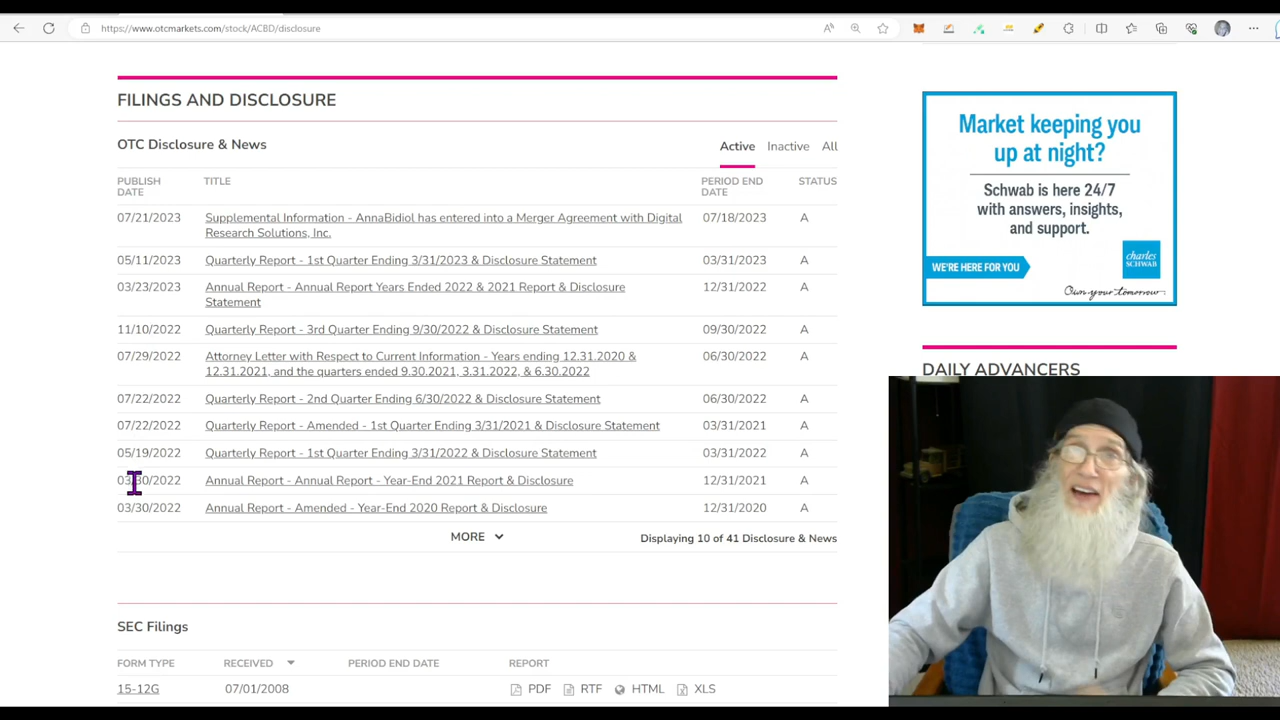 https://www.otcmarkets.com/stock/ACBD/disclosure
FILINGS AND DISCLOSURE
OTC Disclosure & News
Active Inactive All
PUBLISH DATE TITLE PERIOD END DATE STATUS
07/21/2023 Supplemental Information - AnnaBidiol has entered into a Merger Agreement with Digital 07/18/2023 A
Research Solutions, Inc.
05/11/2023 Quarterly Report - 1st Quarter Ending 3/31/2023 & Disclosure Statement 03/31/2023 A
03/23/2023 Annual Report - Annual Report Years Ended 2022 & 2021 Report & Disclosure 12/31/2022 A
Statement
11/10/2022 Quarterly Report - 3rd Quarter Ending 9/30/2022 & Disclosure Statement 09/30/2022 A
07/29/2022 Attorney Letter with Respect to Current Information - Years ending 12.31.2020 & 06/30/2022 A
12.31.2021, and the quarters ended 9.30.2021, 3.31.2022, & 6.30.2022
07/22/2022 Quarterly Report - 2nd Quarter Ending 6/30/2022 & Disclosure Statement 06/30/2022 A
07/22/2022 Quarterly Report - Amended - 1st Quarter Ending 3/31/2021 & Disclosure Statement 03/31/2021 A
05/19/2022 Quarterly Report - 1st Quarter Ending 3/31/2022 & Disclosure Statement 03/31/2022 A
03/30/2022 Annual Report - Annual Report - Year-End 2021 Report & Disclosure 12/31/2021 A
03/30/2022 Annual Report - Amended - Year-End 2020 Report & Disclosure 12/31/2020 A
MORE Displaying 10 of 41 Disclosure & News
SEC Filings
FORM TYPE RECEIVED PERIOD END DATE REPORT
15-12G 07/01/2008 PDF RTF HTML XLS
Market keeping you
up at night?
Schwab is here 24/7
with answers, insights,
and support.
WE'RE HERE FOR YOU
charles
SCHWAB
Own your tomorrow.
DAILY ADVANCERS